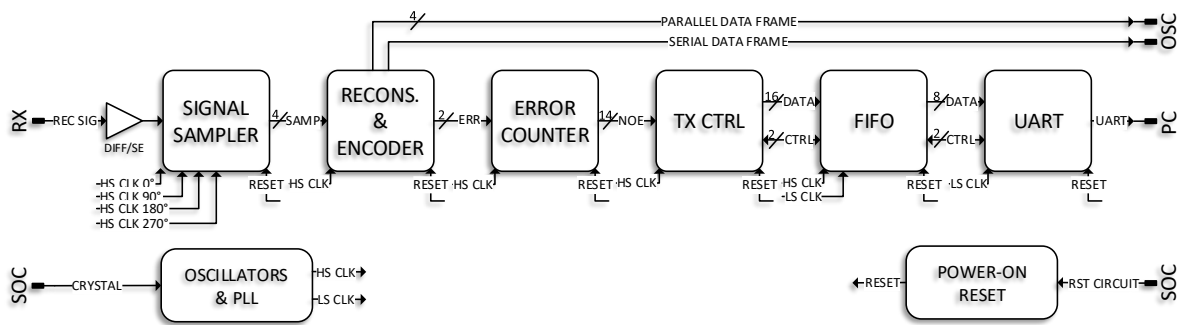 4
PARALLEL DATA FRAME
SERIAL DATA FRAME
OSC
RX
REC SIG
DIFF/SE
SIGNAL
SAMPLER
4
SAMP
RECONS.
&
ENCODER
2
ERR
ERROR
COUNTER
14
NOE
TX CTRL
16
DATA
2
CTRL
FIFO
8
DATA
2
CTRL
UART
UART
PC
HS CLK 0°
HS CLK 90°
HS CLK 180°
HS CLK 270°
RESET
HS CLK
RESET
HS CLK
RESET
HS CLK
RESET
HS CLK
LS CLK
RESET
LS CLK
RESET
SOC
CRYSTAL
OSCILLATORS
& PLL
HS CLK
LS CLK
RESET
POWER-ON
RESET
RST CIRCUIT
SOC